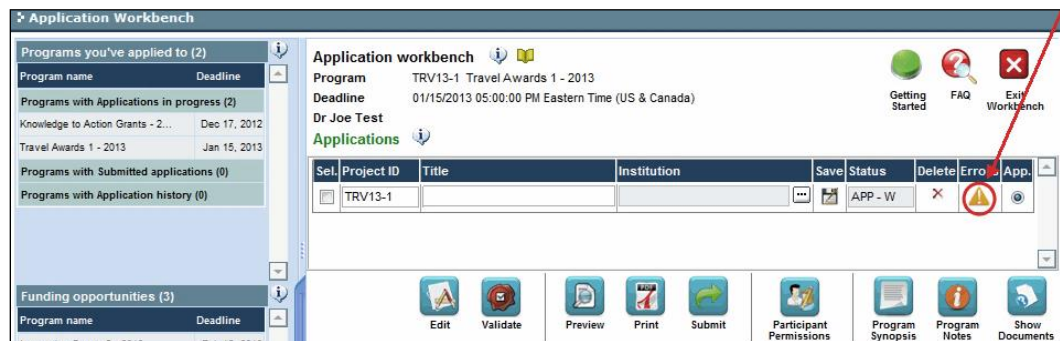 Application Workbench
Programs you've applied to (2)
Program name Deadline
Programs with Applications in progress (2)
Knowledge to Action Grants - 2... Dec 17, 2012
Travel Awards 1 - 2013 Jan 15, 2013
Programs with Submitted applications (0)
Programs with Application history (0)
Funding opportunities (3)
Program name Deadline
Application workbench
Program TRV13-1 Travel Awards 1 - 2013
Deadline 01/15/2013 05:00:00 PM Eastern Time (US & Canada)
Dr Joe Test
Applications
Getting Started
FAQ
Exit Workbench
Sel. Project ID Title Institution Save Status Delete Errors App.
TRV13-1 ... APP - W
Edit
Validate
Preview
Print
Submit
Participant Permissions
Program Synopsis
Program Notes
Show Documents